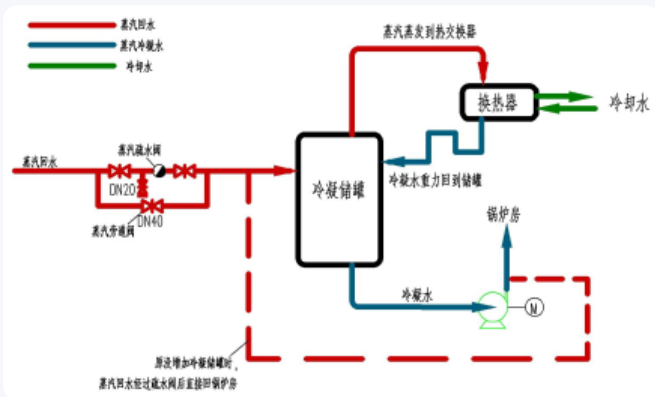 蒸汽回水
蒸汽冷凝水
冷却水
蒸汽蒸发到热交换器
换热器
冷却水
蒸汽疏水阀
蒸汽回水
DN20
DN40
蒸汽旁通阀
冷凝储罐
冷凝水重力回到储罐
锅炉房
冷凝水
M
原没增加冷凝储罐时，
蒸汽回水经过疏水阀后直接回锅炉房